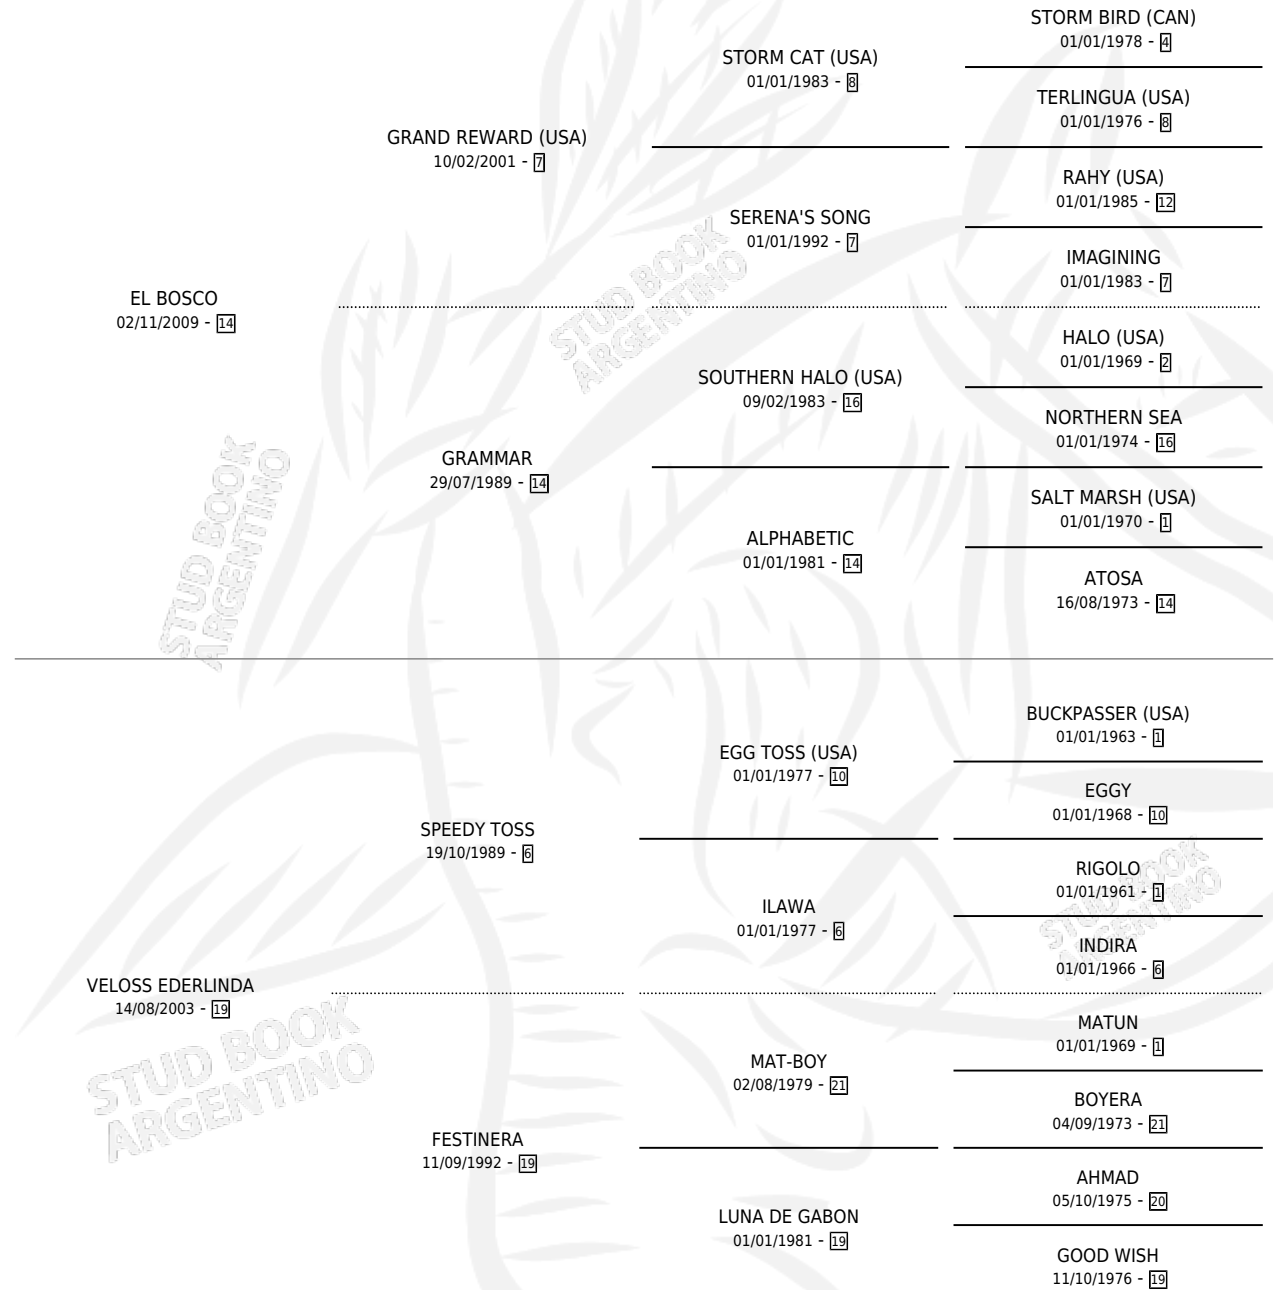 STORM BIRD (CAN)
01/01/1978 - 4
STORM CAT (USA)
01/01/1983 - 8
TERLINGUA (USA)
01/01/1976 - 8
GRAND REWARD (USA)
10/02/2001 - 7
RAHY (USA)
01/01/1985 - 12
SERENA'S SONG
01/01/1992 - 7
IMAGINING
01/01/1983 - 7
EL BOSCO
02/11/2009 - 14
HALO (USA)
01/01/1969 - 2
SOUTHERN HALO (USA)
09/02/1983 - 16
NORTHERN SEA
01/01/1974 - 16
GRAMMAR
29/07/1989 - 14
SALT MARSH (USA)
01/01/1970 - 1
ALPHABETIC
01/01/1981 - 14
ATOSA
16/08/1973 - 14
BUCKPASSER (USA)
01/01/1963 - 1
EGG TOSS (USA)
01/01/1977 - 10
EGGY
01/01/1968 - 10
SPEEDY TOSS
19/10/1989 - 6
RIGOLO
01/01/1961 - 1
ILAWA
01/01/1977 - 6
INDIRA
01/01/1966 - 6
VELOSS EDERLINDA
14/08/2003 - 19
MATUN
01/01/1969 - 1
MAT-BOY
02/08/1979 - 21
BOYERA
04/09/1973 - 21
FESTINERA
11/09/1992 - 19
AHMAD
05/10/1975 - 20
LUNA DE GABON
01/01/1981 - 19
GOOD WISH
11/10/1976 - 19
STUD BOOK
ARGENTINO
STUD BOOK
ARGENTINO
STUD BOOK
ARGENTINO
STUD BOOK
ARGENTINO